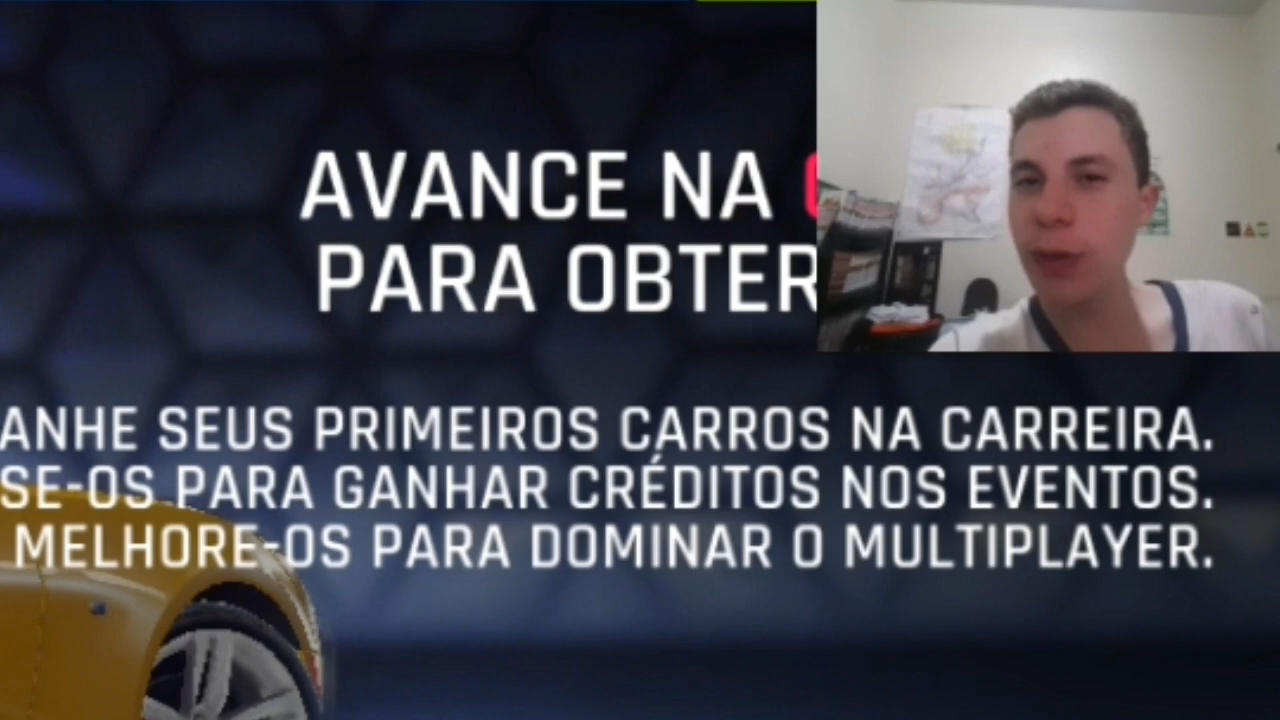 AVANCE NA
PARA OBTER
ANHE SEUS PRIMEIROS CARROS NA CARREIRA.
SE-OS PARA GANHAR CRÉDITOS NOS EVENTOS.
MELHORE-OS PARA DOMINAR O MULTIPLAYER.